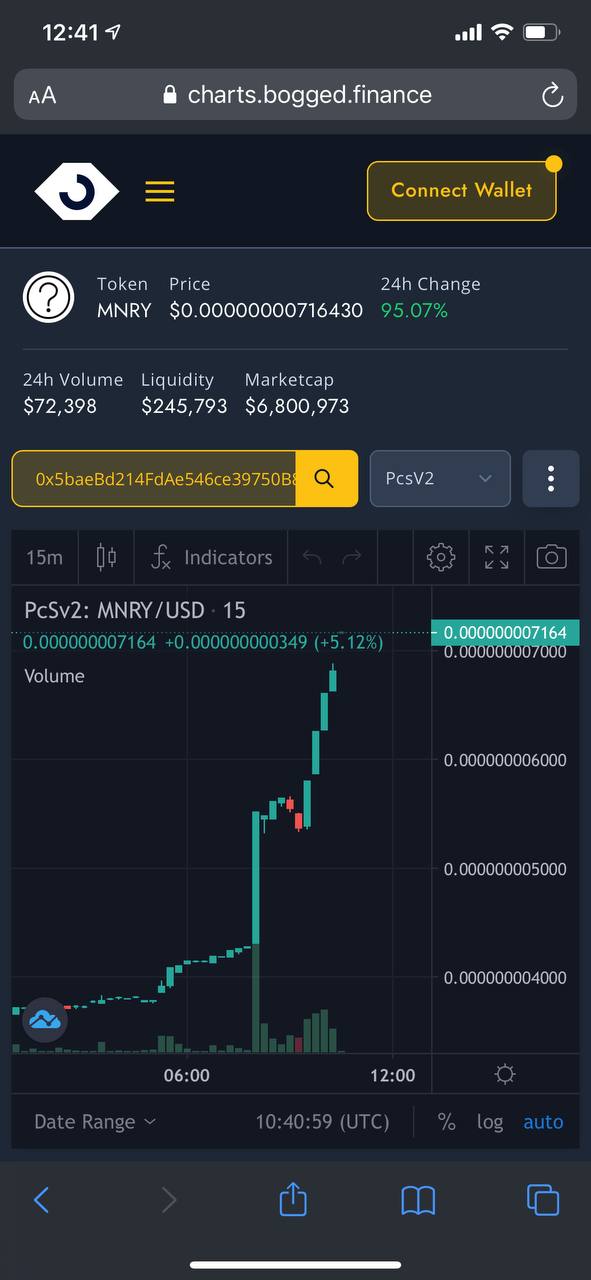 12:41
AA charts.bogged.finance
Connect Wallet
Token Price 24h Change
MNRY $0.00000000716430 95.07%
24h Volume Liquidity Marketcap
$72,398 $245,793 $6,800,973
0x5baeBd214FdAe546ce39750B8 PcsV2
15m fx Indicators
PcSv2: MNRY/USD · 15
0.000000007164
0.000000007164 +0.000000000349 (+5.12%)
0.000000007000
Volume
0.000000006000
0.000000005000
0.000000004000
06:00 12:00
Date Range 10:40:59 (UTC) % log auto